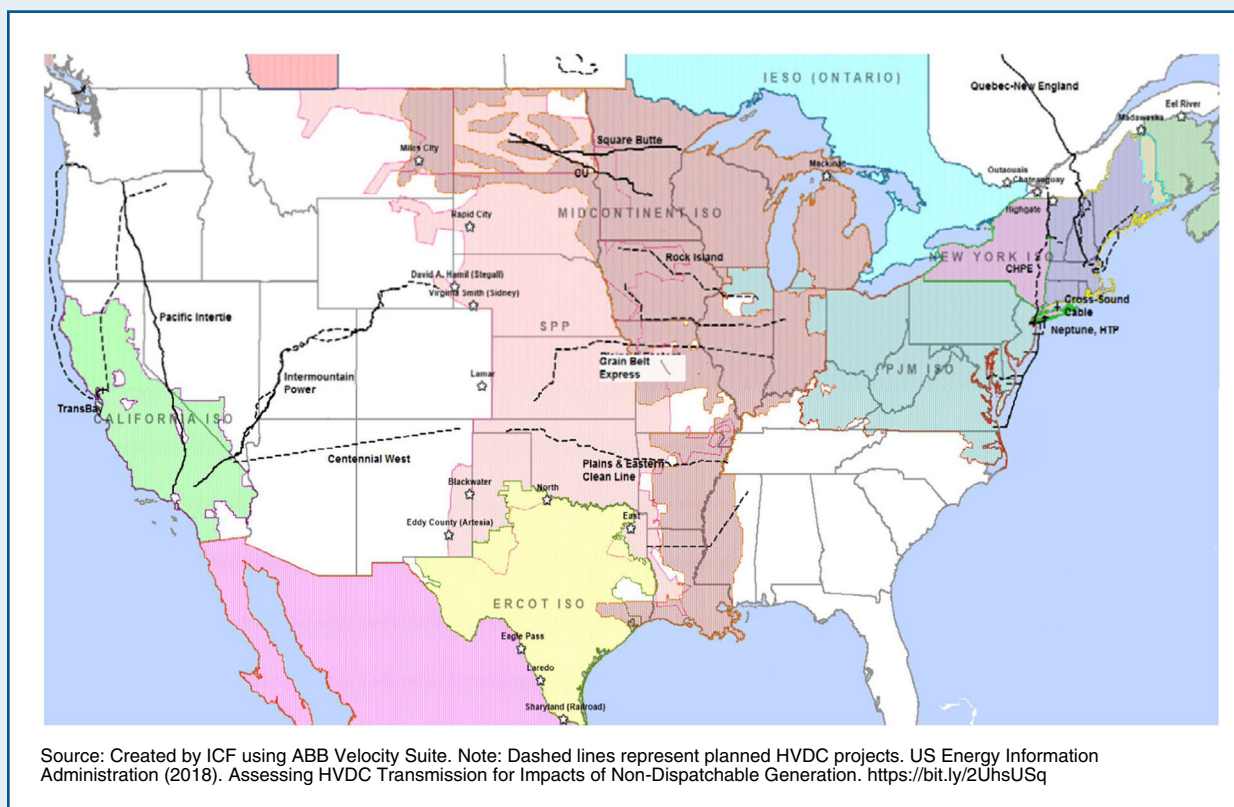 IESO (ONTARIO)
Quebec-New England
Eel River
Madawaska
Square Butte
Miles City
CU
Mackinac
Outaouais
Chateauguay
Highgate
Rapid City
MIDCONTINENT ISO
NEW YORK ISO
Rock Island
CHPE
David A. Hamil (Stegall)
Virginia Smith (Sidney)
Cross-Sound
Cable
Pacific Intertie
SPP
Neptune, HTP
Grain Belt
Express
PJM ISO
Intermountain
Power
Lamar
TransBay
CALIFORNIA ISO
Centennial West
Plains & Eastern
Clean Line
Blackwater
North
Eddy County (Artesia)
East
ERCOT ISO
Eagle Pass
Laredo
Sharyland (Railroad)
Source: Created by ICF using ABB Velocity Suite. Note: Dashed lines represent planned HVDC projects. US Energy Information
Administration (2018). Assessing HVDC Transmission for Impacts of Non-Dispatchable Generation. https://bit.ly/2UhsUSq